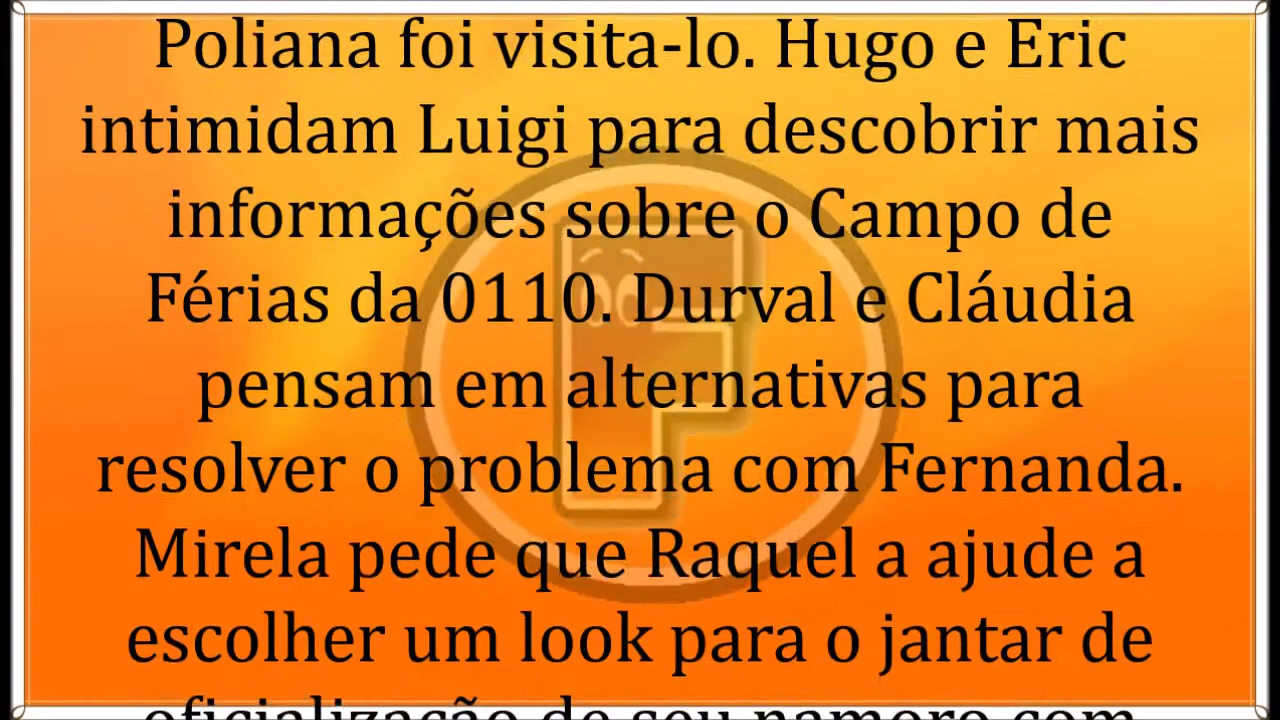 Poliana foi visita-lo. Hugo e Eric
intimidam Luigi para descobrir mais
informações sobre o Campo de
Férias da 0110. Durval e Cláudia
pensam em alternativas para
resolver o problema com Fernanda.
Mirela pede que Raquel a ajude a
escolher um look para o jantar de
oficialização de seu namoro com